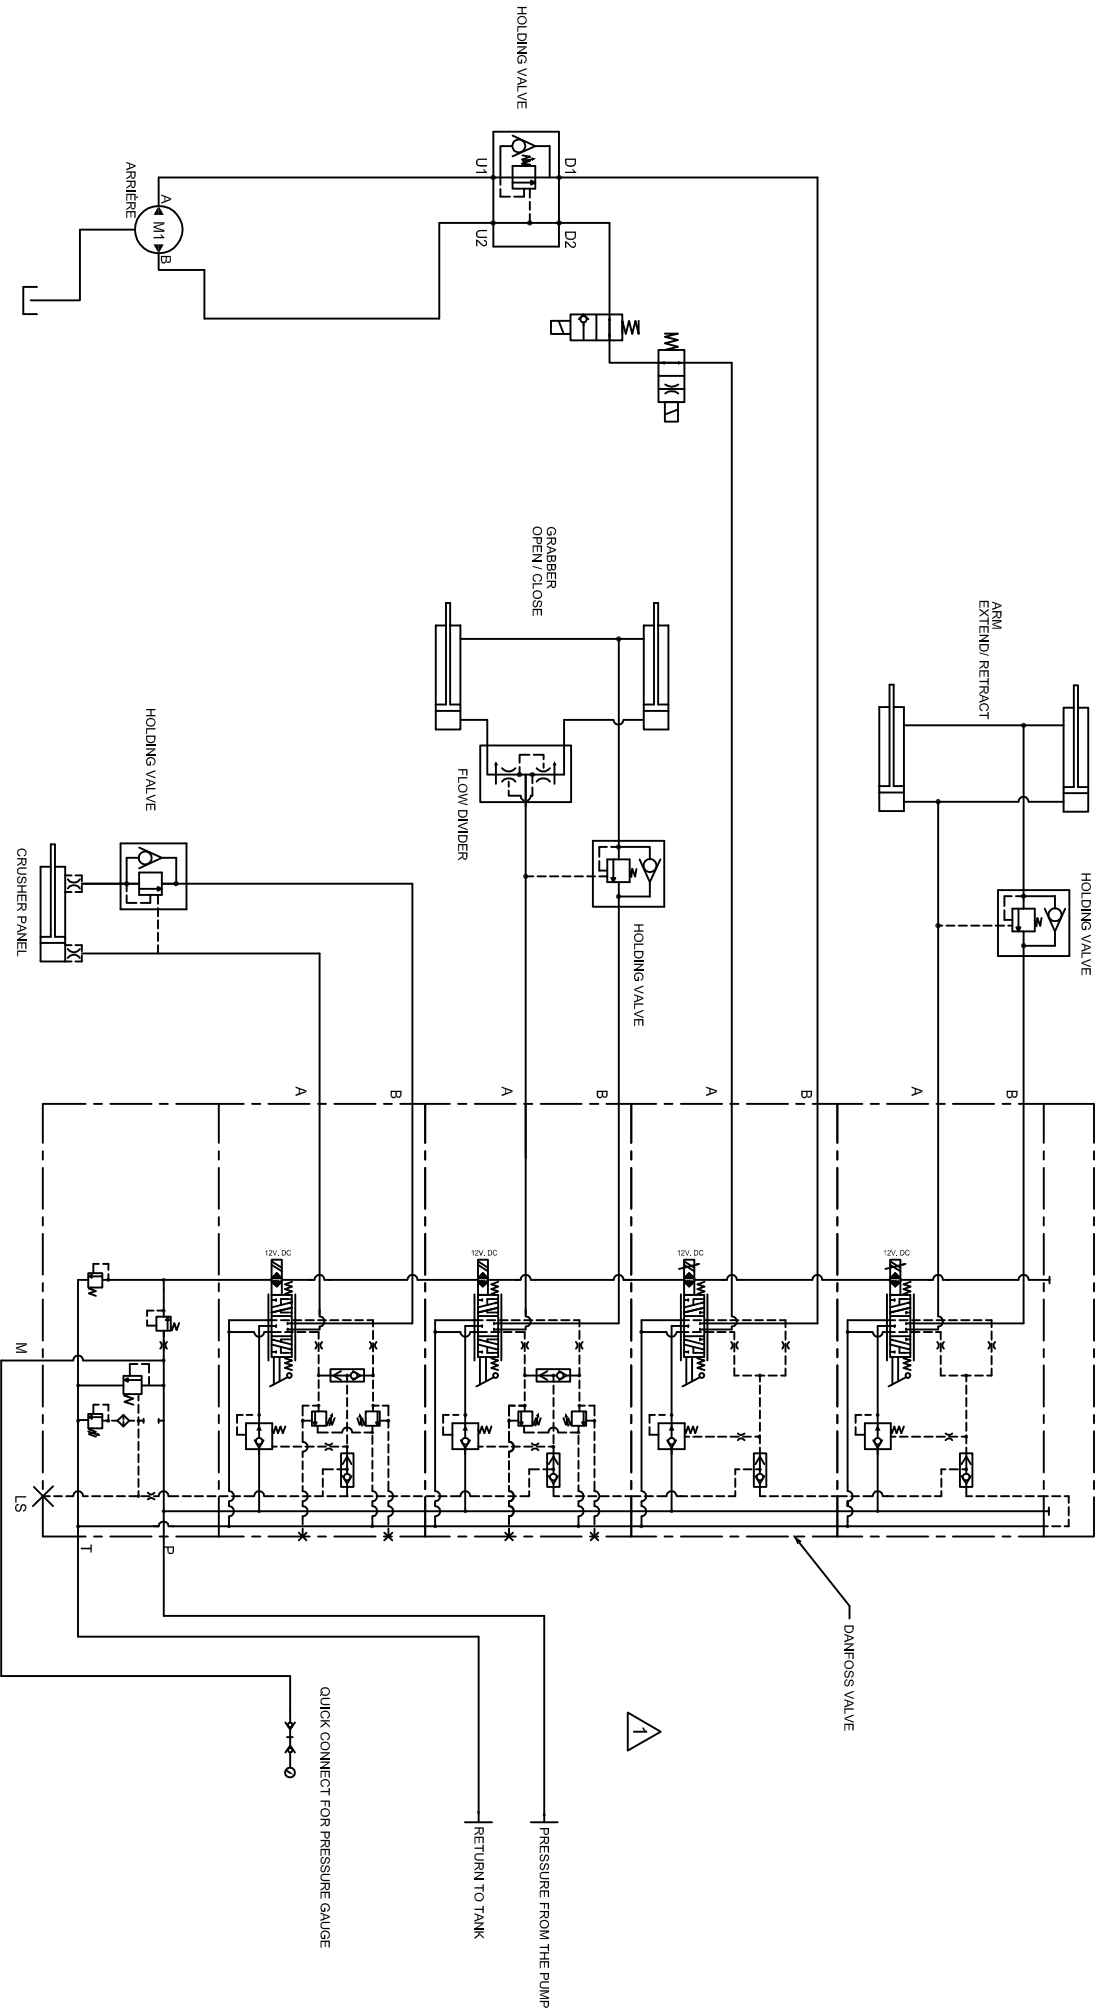 HOLDING VALVE
D1
U1
D2
U2
ARRIÈRE
A
M1
B
ARM
EXTEND/ RETRACT
GRABBER
OPEN / CLOSE
HOLDING VALVE
FLOW DIVIDER
HOLDING VALVE
HOLDING VALVE
CRUSHER PANEL
B
A
B
A
B
A
B
A
12V. DC
12V. DC
12V. DC
12V. DC
M
LS
T
P
DANFOSS VALVE
1
QUICK CONNECT FOR PRESSURE GAUGE
RETURN TO TANK
PRESSURE FROM THE PUMP